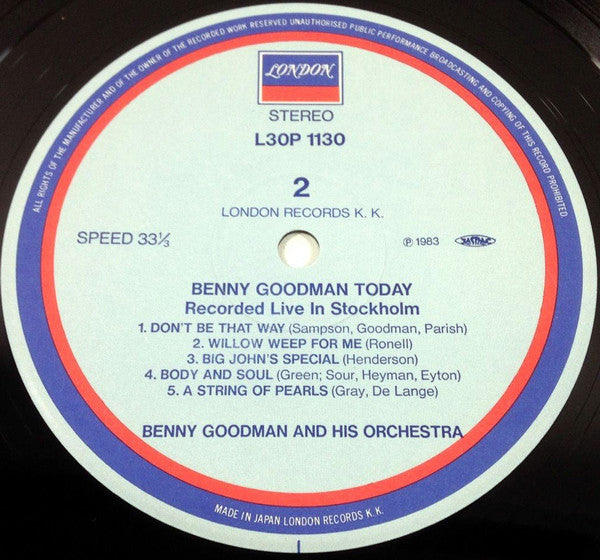 ALL RIGHTS OF THE MANUFACTURER AND OF THE OWNER OF THE RECORDED WORK RESERVED UNAUTHORISED PUBLIC PERFORMANCE BROADCASTING AND COPYING OF THIS RECORD PROHIBITED.
LONDON
STEREO
L30P 1130
2
LONDON RECORDS K. K.
SPEED 33⅓
Ⓟ 1983 JASRAC
BENNY GOODMAN TODAY
Recorded Live In Stockholm
1. DON'T BE THAT WAY (Sampson, Goodman, Parish)
2. WILLOW WEEP FOR ME (Ronell)
3. BIG JOHN'S SPECIAL (Henderson)
4. BODY AND SOUL (Green; Sour, Heyman, Eyton)
5. A STRING OF PEARLS (Gray, De Lange)
BENNY GOODMAN AND HIS ORCHESTRA
MADE IN JAPAN LONDON RECORDS K. K.